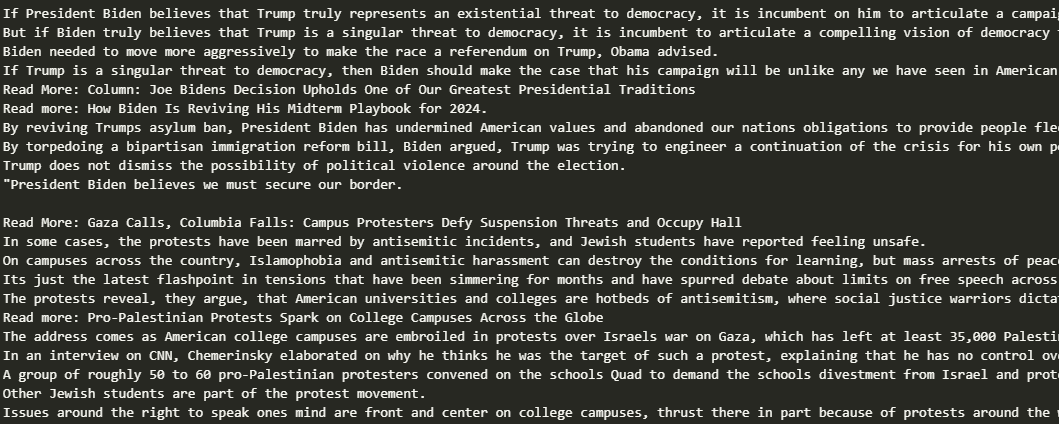 If President Biden believes that Trump truly represents an existential threat to democracy, it is incumbent on him to articulate a campai
But if Biden truly believes that Trump is a singular threat to democracy, it is incumbent to articulate a compelling vision of democracy
Biden needed to move more aggressively to make the race a referendum on Trump, Obama advised.
If Trump is a singular threat to democracy, then Biden should make the case that his campaign will be unlike any we have seen in American
Read More: Column: Joe Bidens Decision Upholds One of Our Greatest Presidential Traditions
Read more: How Biden Is Reviving His Midterm Playbook for 2024.
By reviving Trumps asylum ban, President Biden has undermined American values and abandoned our nations obligations to provide people fle
By torpedoing a bipartisan immigration reform bill, Biden argued, Trump was trying to engineer a continuation of the crisis for his own p
Trump does not dismiss the possibility of political violence around the election.
"President Biden believes we must secure our border.
Read More: Gaza Calls, Columbia Falls: Campus Protesters Defy Suspension Threats and Occupy Hall
In some cases, the protests have been marred by antisemitic incidents, and Jewish students have reported feeling unsafe.
On campuses across the country, Islamophobia and antisemitic harassment can destroy the conditions for learning, but mass arrests of peac
Its just the latest flashpoint in tensions that have been simmering for months and have spurred debate about limits on free speech across
The protests reveal, they argue, that American universities and colleges are hotbeds of antisemitism, where social justice warriors dicta
Read more: Pro-Palestinian Protests Spark on College Campuses Across the Globe
The address comes as American college campuses are embroiled in protests over Israels war on Gaza, which has left at least 35,000 Palesti
In an interview on CNN, Chemerinsky elaborated on why he thinks he was the target of such a protest, explaining that he has no control ov
A group of roughly 50 to 60 pro-Palestinian protesters convened on the schools Quad to demand the schools divestment from Israel and prot
Other Jewish students are part of the protest movement.
Issues around the right to speak ones mind are front and center on college campuses, thrust there in part because of protests around the